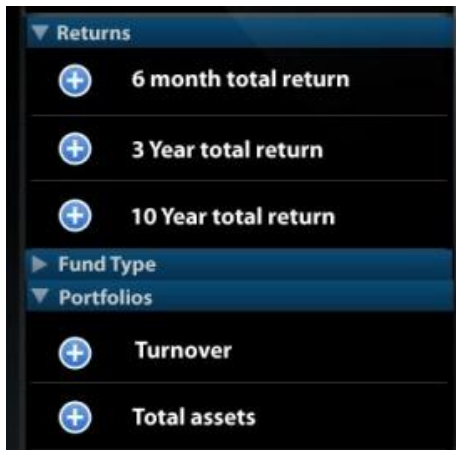 Returns
6 month total return
3 Year total return
10 Year total return
Fund Type
Portfolios
Turnover
Total assets